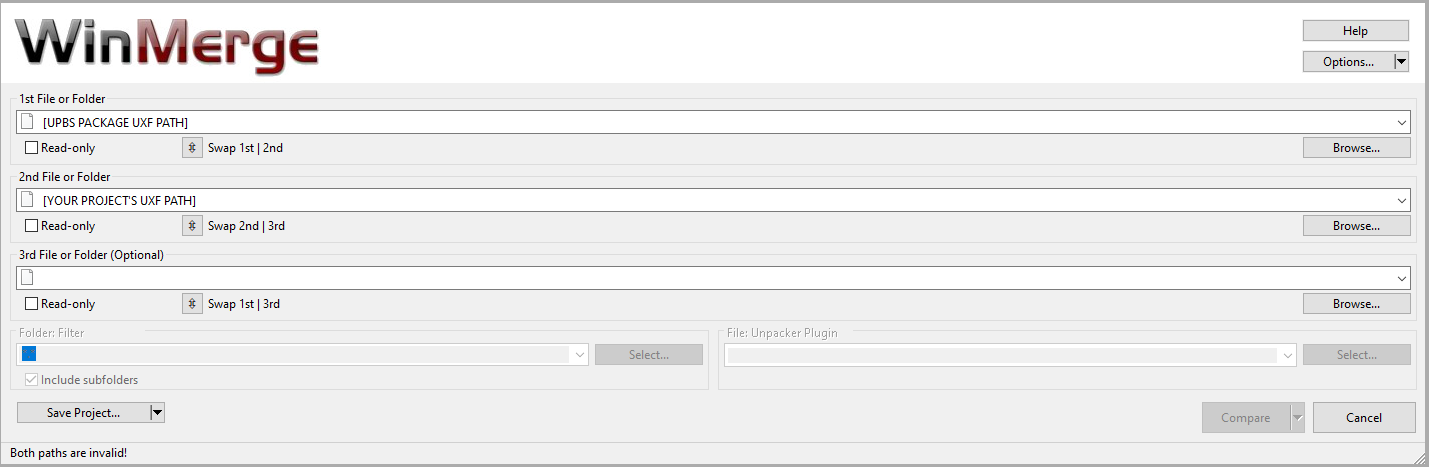 WinMerge
Help
Options...
1st File or Folder
[UPBS PACKAGE UXF PATH]
Read-only
Swap 1st | 2nd
Browse...
2nd File or Folder
[YOUR PROJECT'S UXF PATH]
Read-only
Swap 2nd | 3rd
Browse...
3rd File or Folder (Optional)
Read-only
Swap 1st | 3rd
Browse...
Folder: Filter
File: Unpacker Plugin
Select...
Select...
Include subfolders
Save Project...
Compare
Cancel
Both paths are invalid!